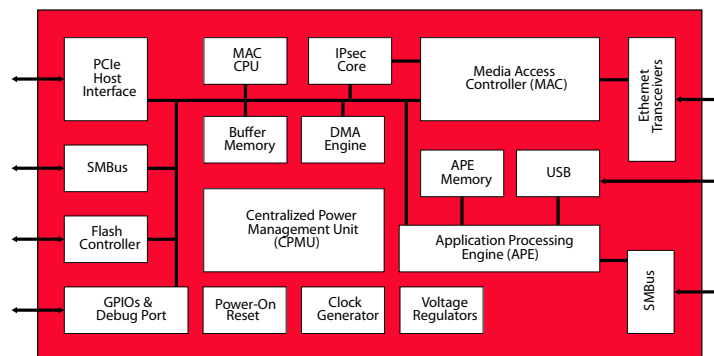 PCIe
Host
Interface
MAC
CPU
IPsec
Core
Media Access
Controller (MAC)
Ethernet
Transceivers
Buffer
Memory
DMA
Engine
SMBus
APE
Memory
USB
Flash
Controller
Centralized Power
Management Unit
(CPMU)
Application Processing
Engine (APE)
GPIOs &
Debug Port
Power-On
Reset
Clock
Generator
Voltage
Regulators
SMBus